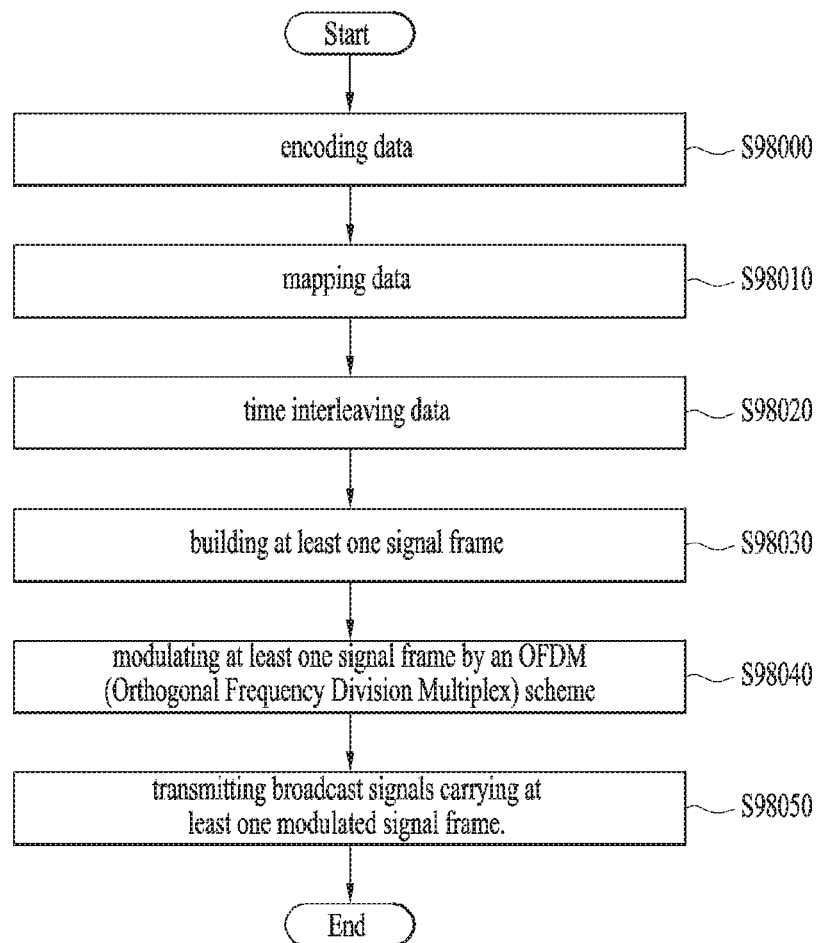 Start
encoding data
S98000
mapping data
S98010
time interleaving data
S98020
building at least one signal frame
S98030
modulating at least one signal frame by an OFDM
(Orthogonal Frequency Division Multiplex) scheme
S98040
transmitting broadcast signals carrying at
least one modulated signal frame.
S98050
End